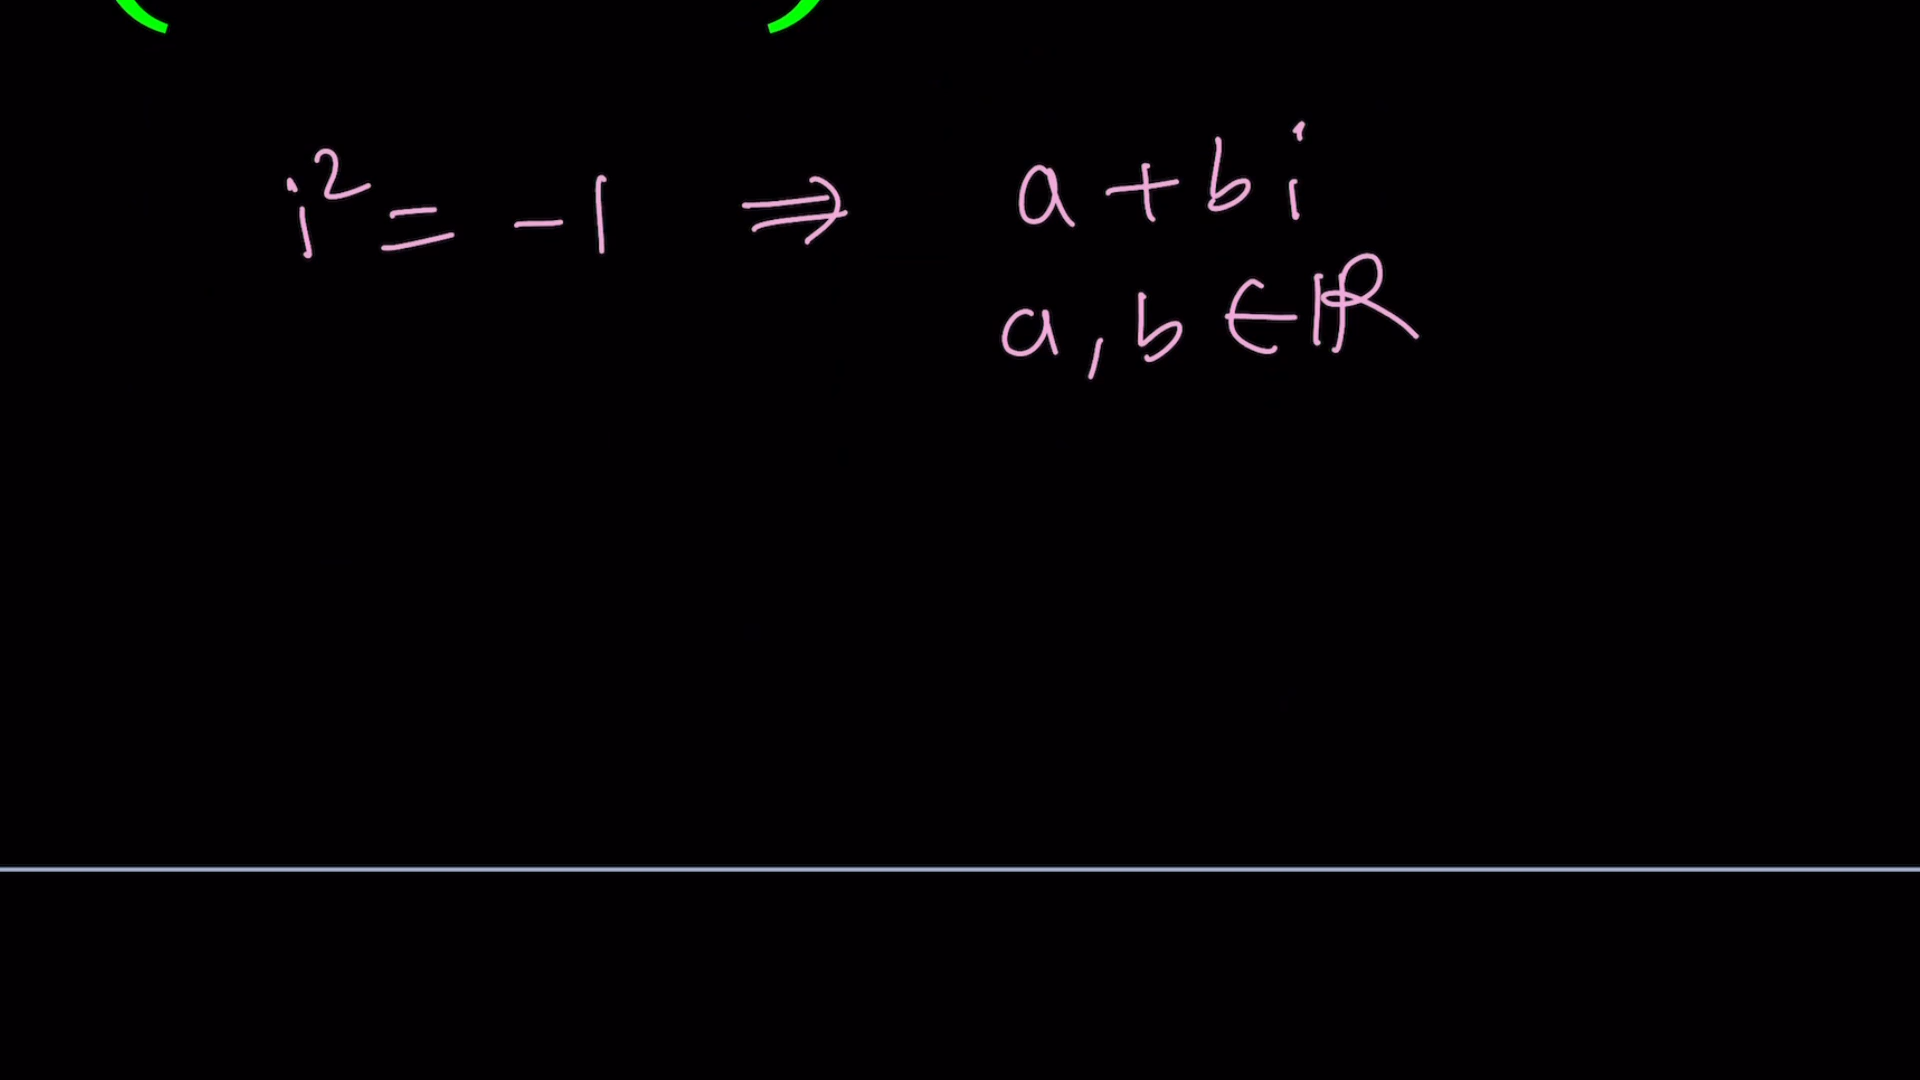 i² = -1 ⇒ a + bi
a, b ∈ ℝ